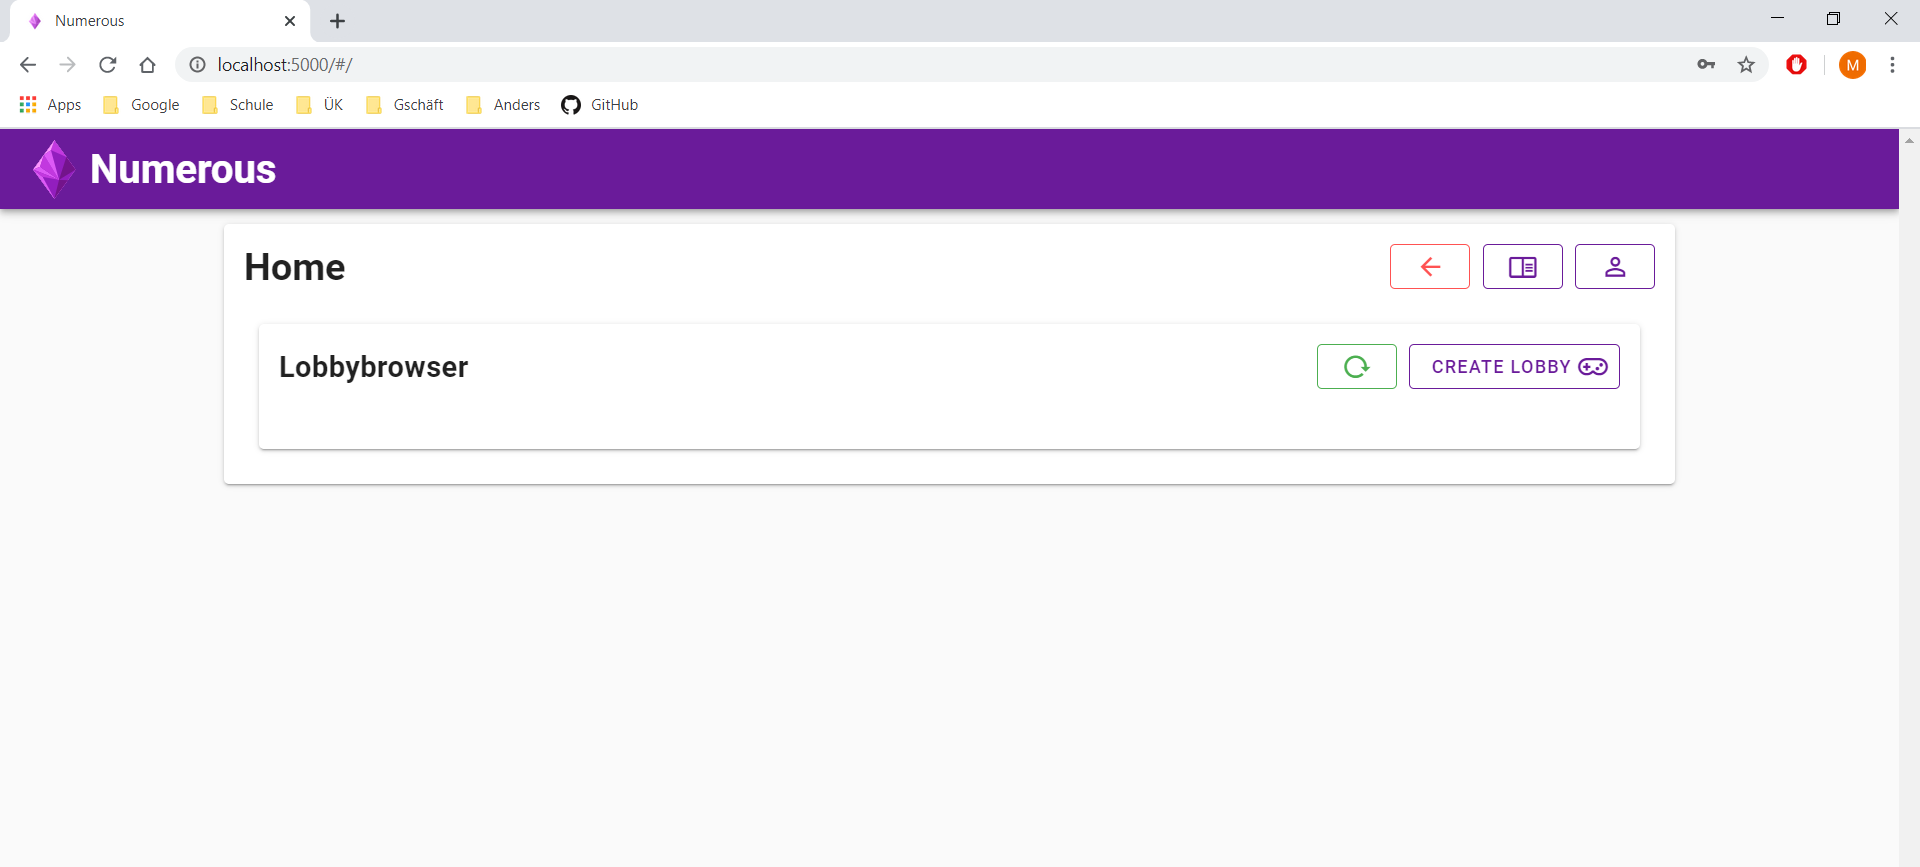 Numerous
localhost:5000/#/
M
Apps Google Schule ÜK Gschäft Anders GitHub
Numerous
Home
Lobbybrowser
CREATE LOBBY